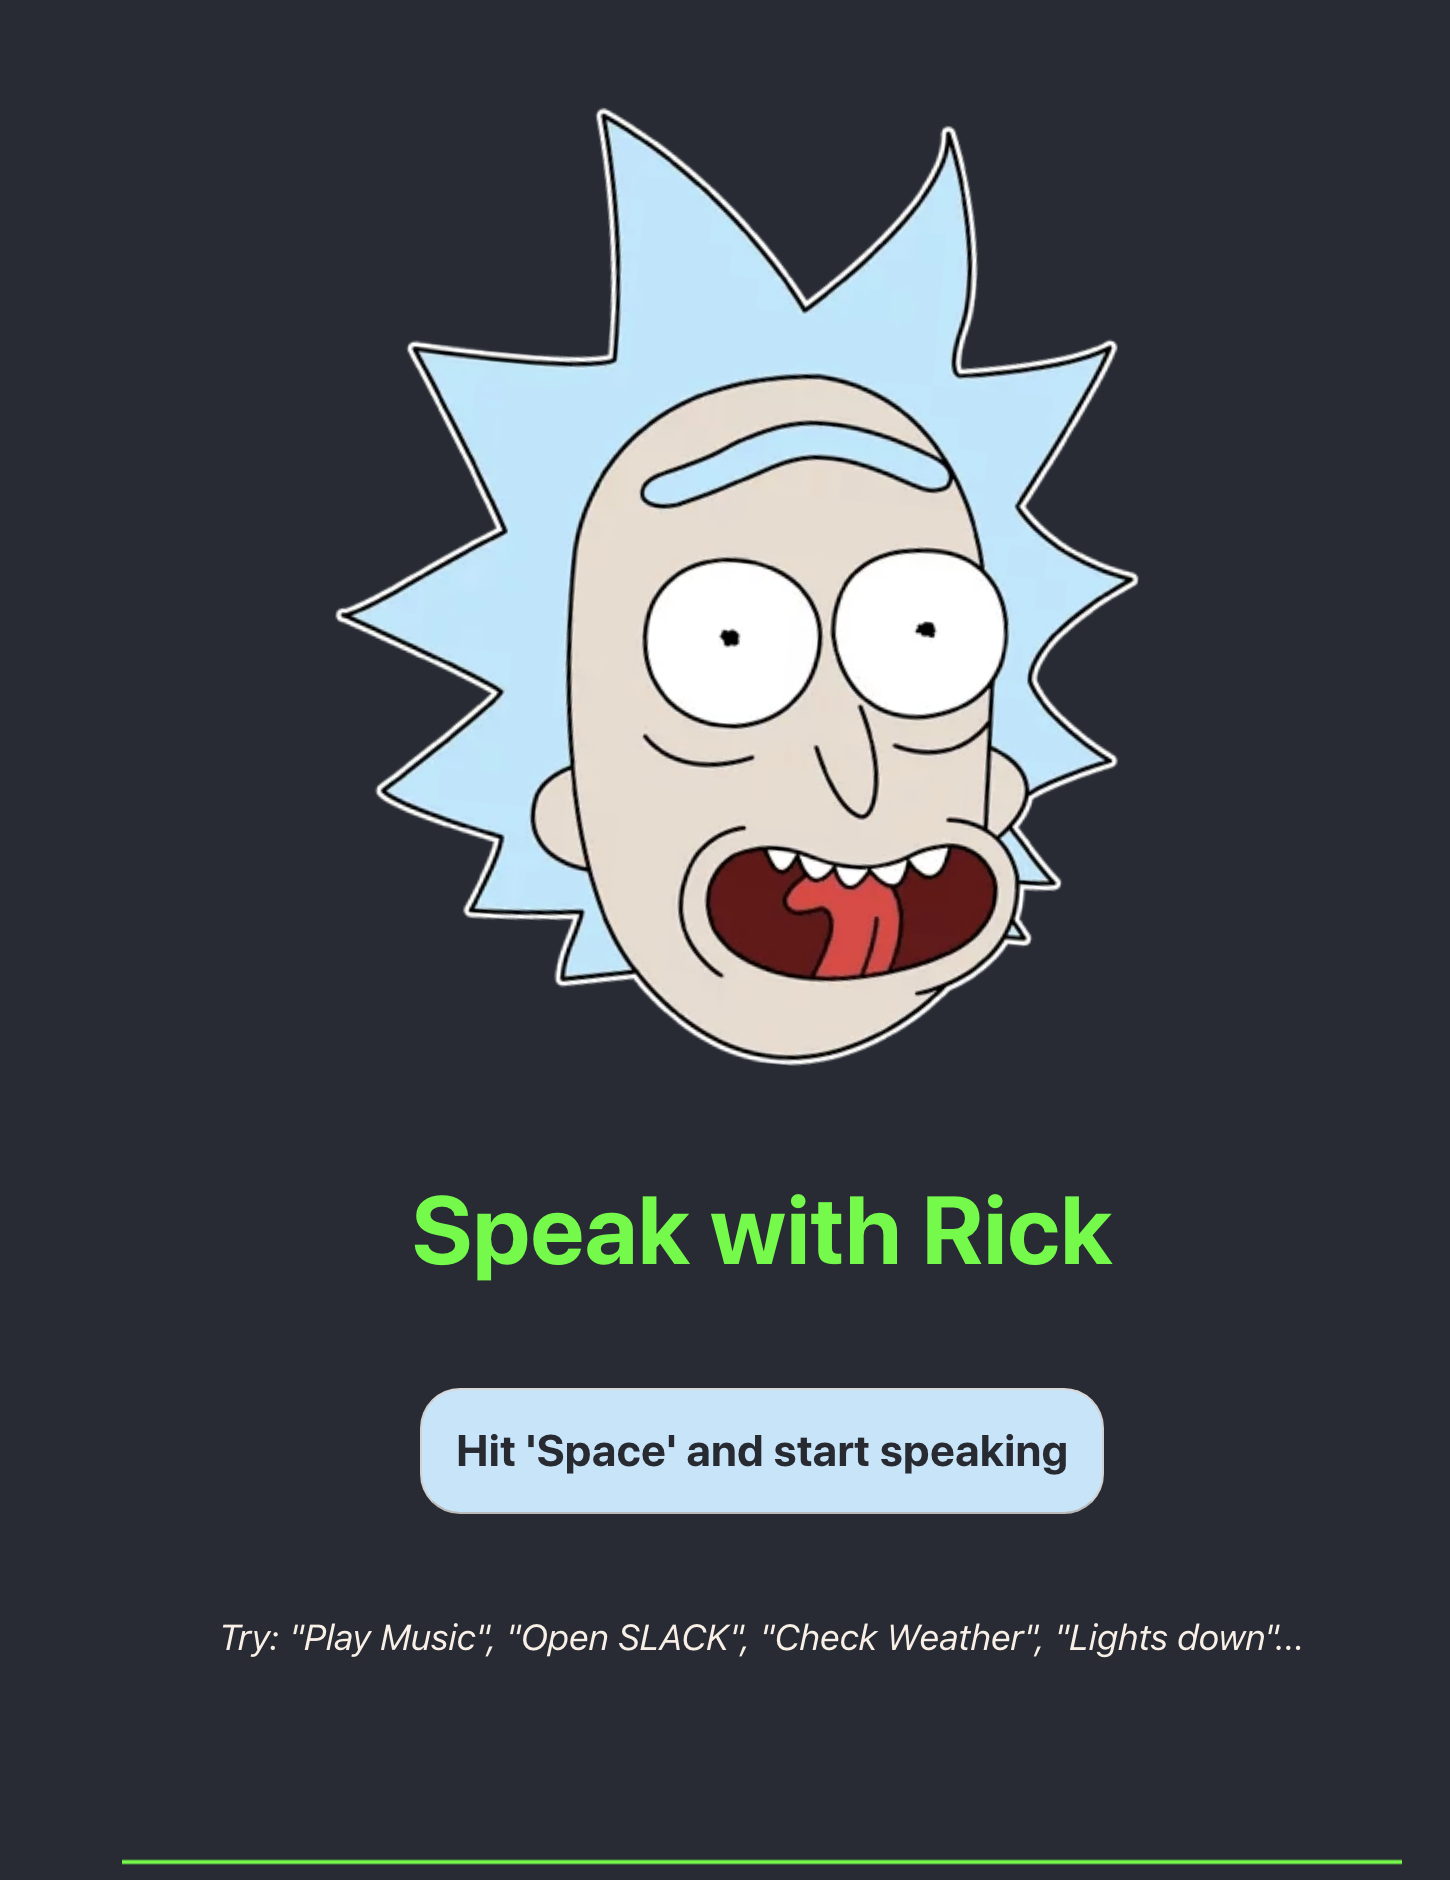 Speak with Rick
Hit 'Space' and start speaking
Try: "Play Music", "Open SLACK", "Check Weather", "Lights down"...